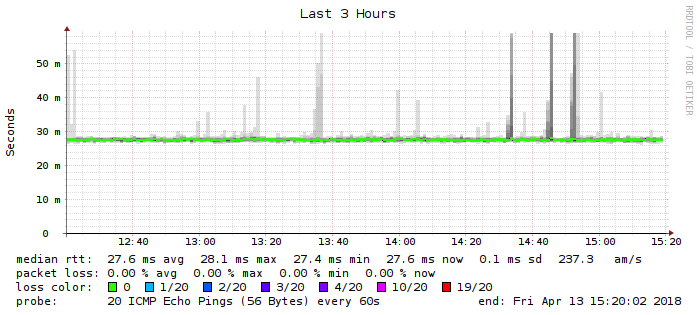 Last 3 Hours
RRDTOOL / TOBI OETIKER
Seconds
50 m
40 m
30 m
20 m
10 m
0
12:40 13:00 13:20 13:40 14:00 14:20 14:40 15:00 15:20
median rtt: 27.6 ms avg 28.1 ms max 27.4 ms min 27.6 ms now 0.1 ms sd 237.3 am/s
packet loss: 0.00 % avg 0.00 % max 0.00 % min 0.00 % now
loss color: 0 1/20 2/20 3/20 4/20 10/20 19/20
probe: 20 ICMP Echo Pings (56 Bytes) every 60s end: Fri Apr 13 15:20:02 2018